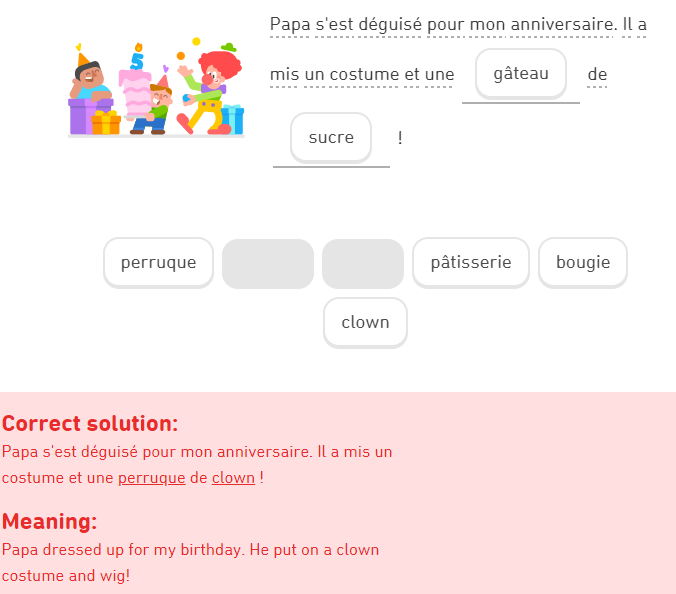 Papa s'est déguisé pour mon anniversaire. Il a
mis un costume et une gâteau de
sucre !
5
perruque pâtisserie bougie
clown
Correct solution:
Papa s'est déguisé pour mon anniversaire. Il a mis un
costume et une perruque de clown !
Meaning:
Papa dressed up for my birthday. He put on a clown
costume and wig!